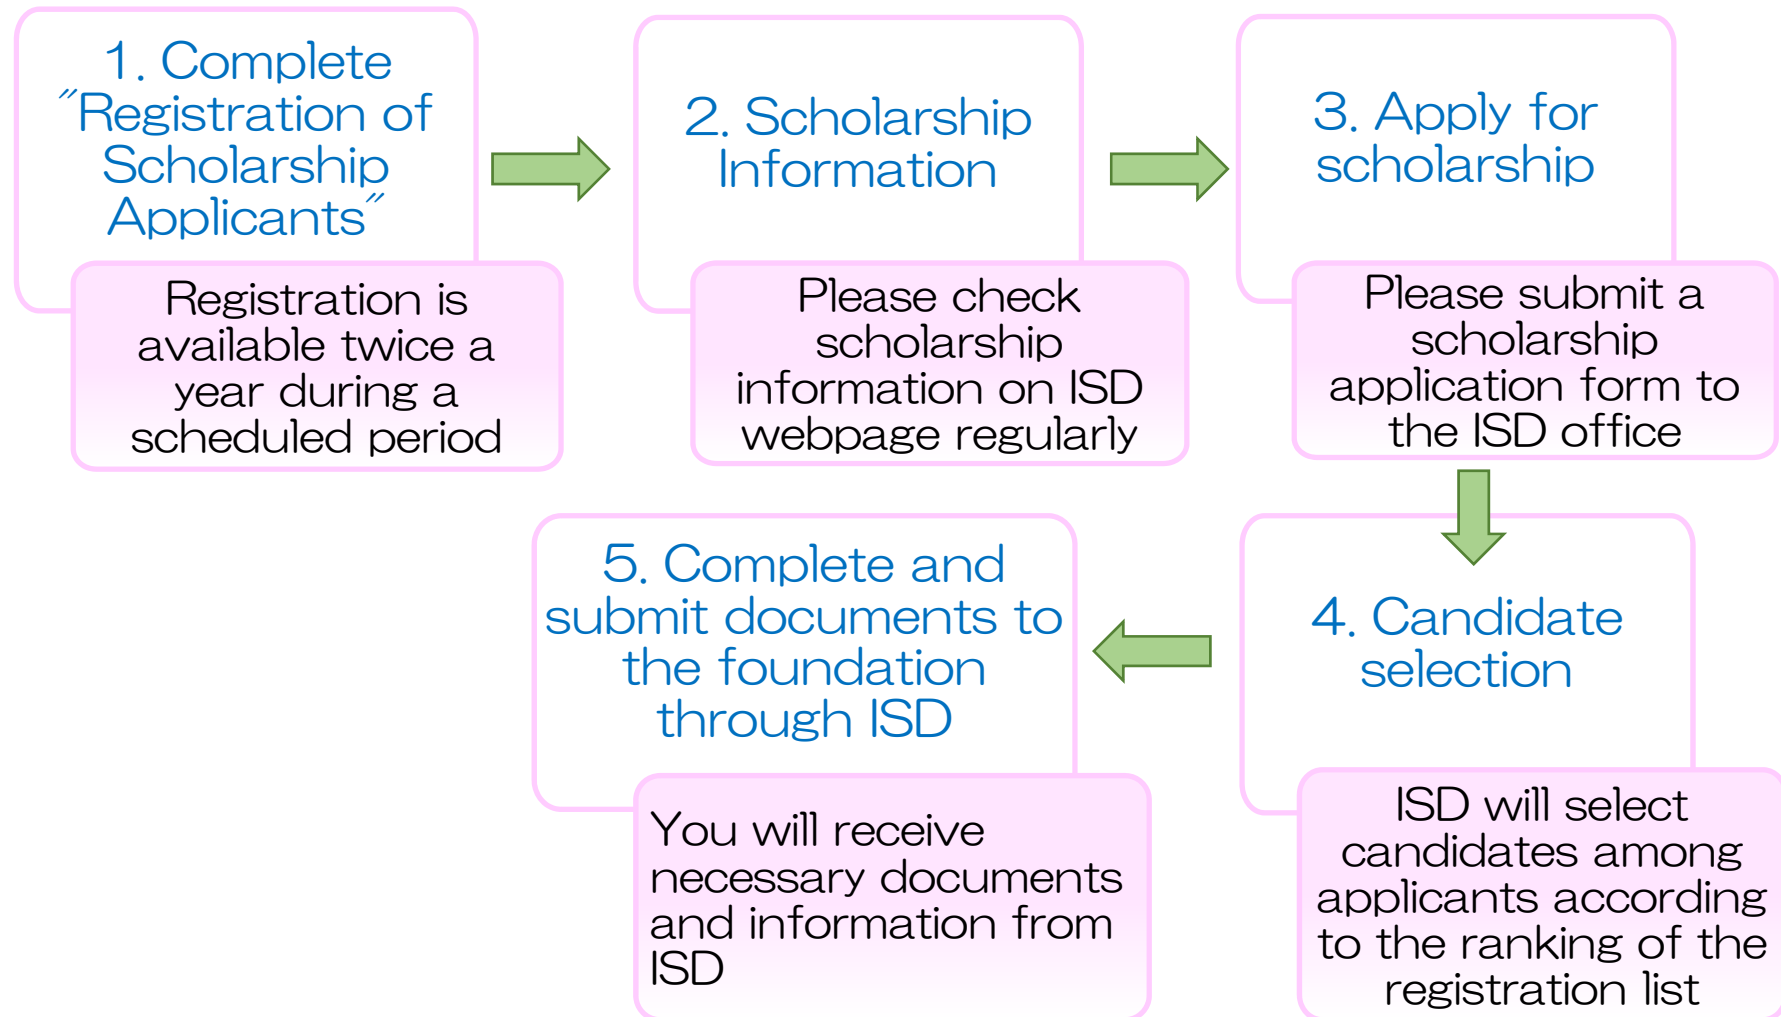 1. Complete
"Registration of
Scholarship
Applicants"
Registration is
available twice a
year during a
scheduled period
2. Scholarship
Information
Please check
scholarship
information on ISD
webpage regularly
3. Apply for
scholarship
Please submit a
scholarship
application form to
the ISD office
4. Candidate
selection
ISD will select
candidates among
applicants according
to the ranking of the
registration list
5. Complete and
submit documents to
the foundation
through ISD
You will receive
necessary documents
and information from
ISD